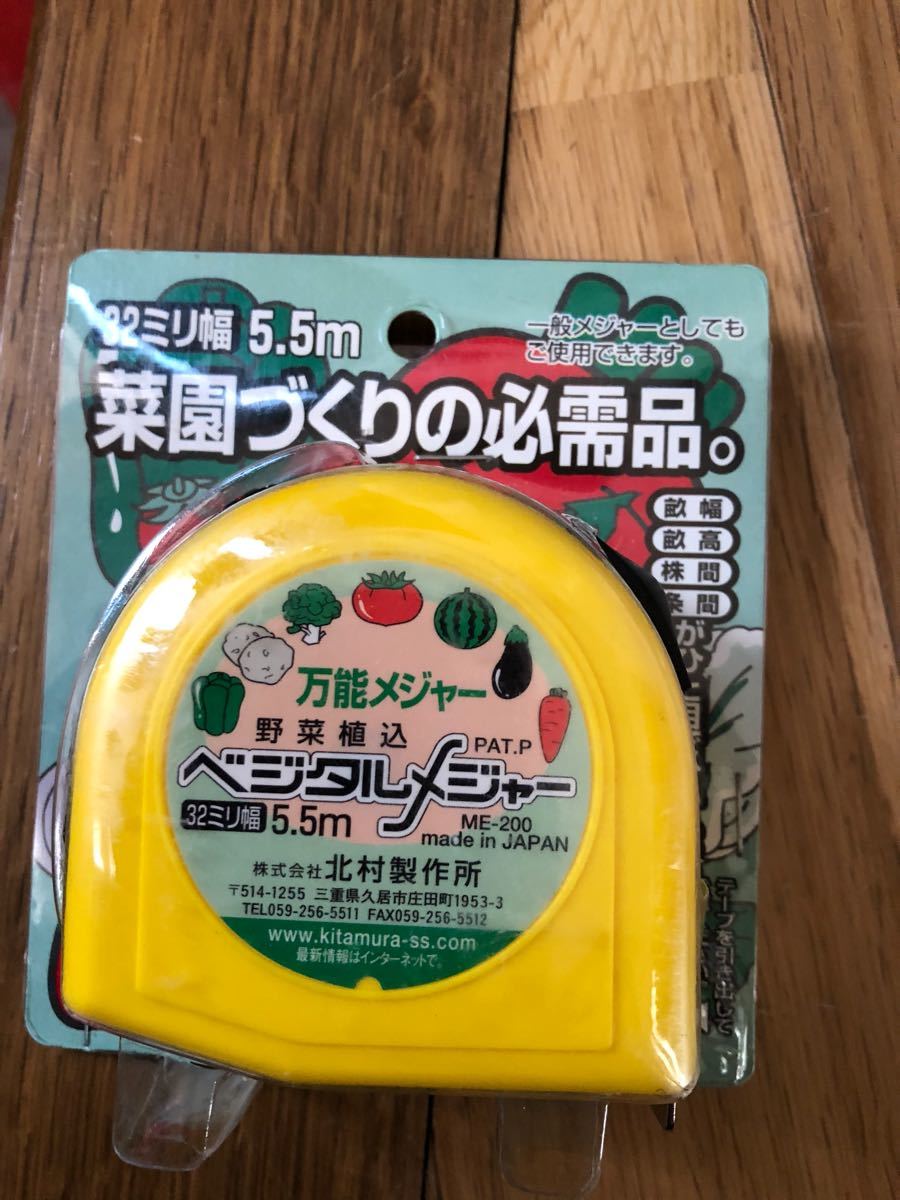 32ミリ幅 5.5m
一般メジャーとしても
ご使用できます。
菜園づくりの必需品。
畝幅
畝高
株間
条間
がひ
万能メジャー
野菜植込
PAT.P
ベジタルメジャー
32ミリ幅 5.5m
ME-200
made in JAPAN
株式会社 北村製作所
〒514-1255 三重県久居市庄田町1953-3
TEL059-256-5511 FAX059-256-5512
www.kitamura-ss.com
最新情報はインターネットで。
テープを引き出して